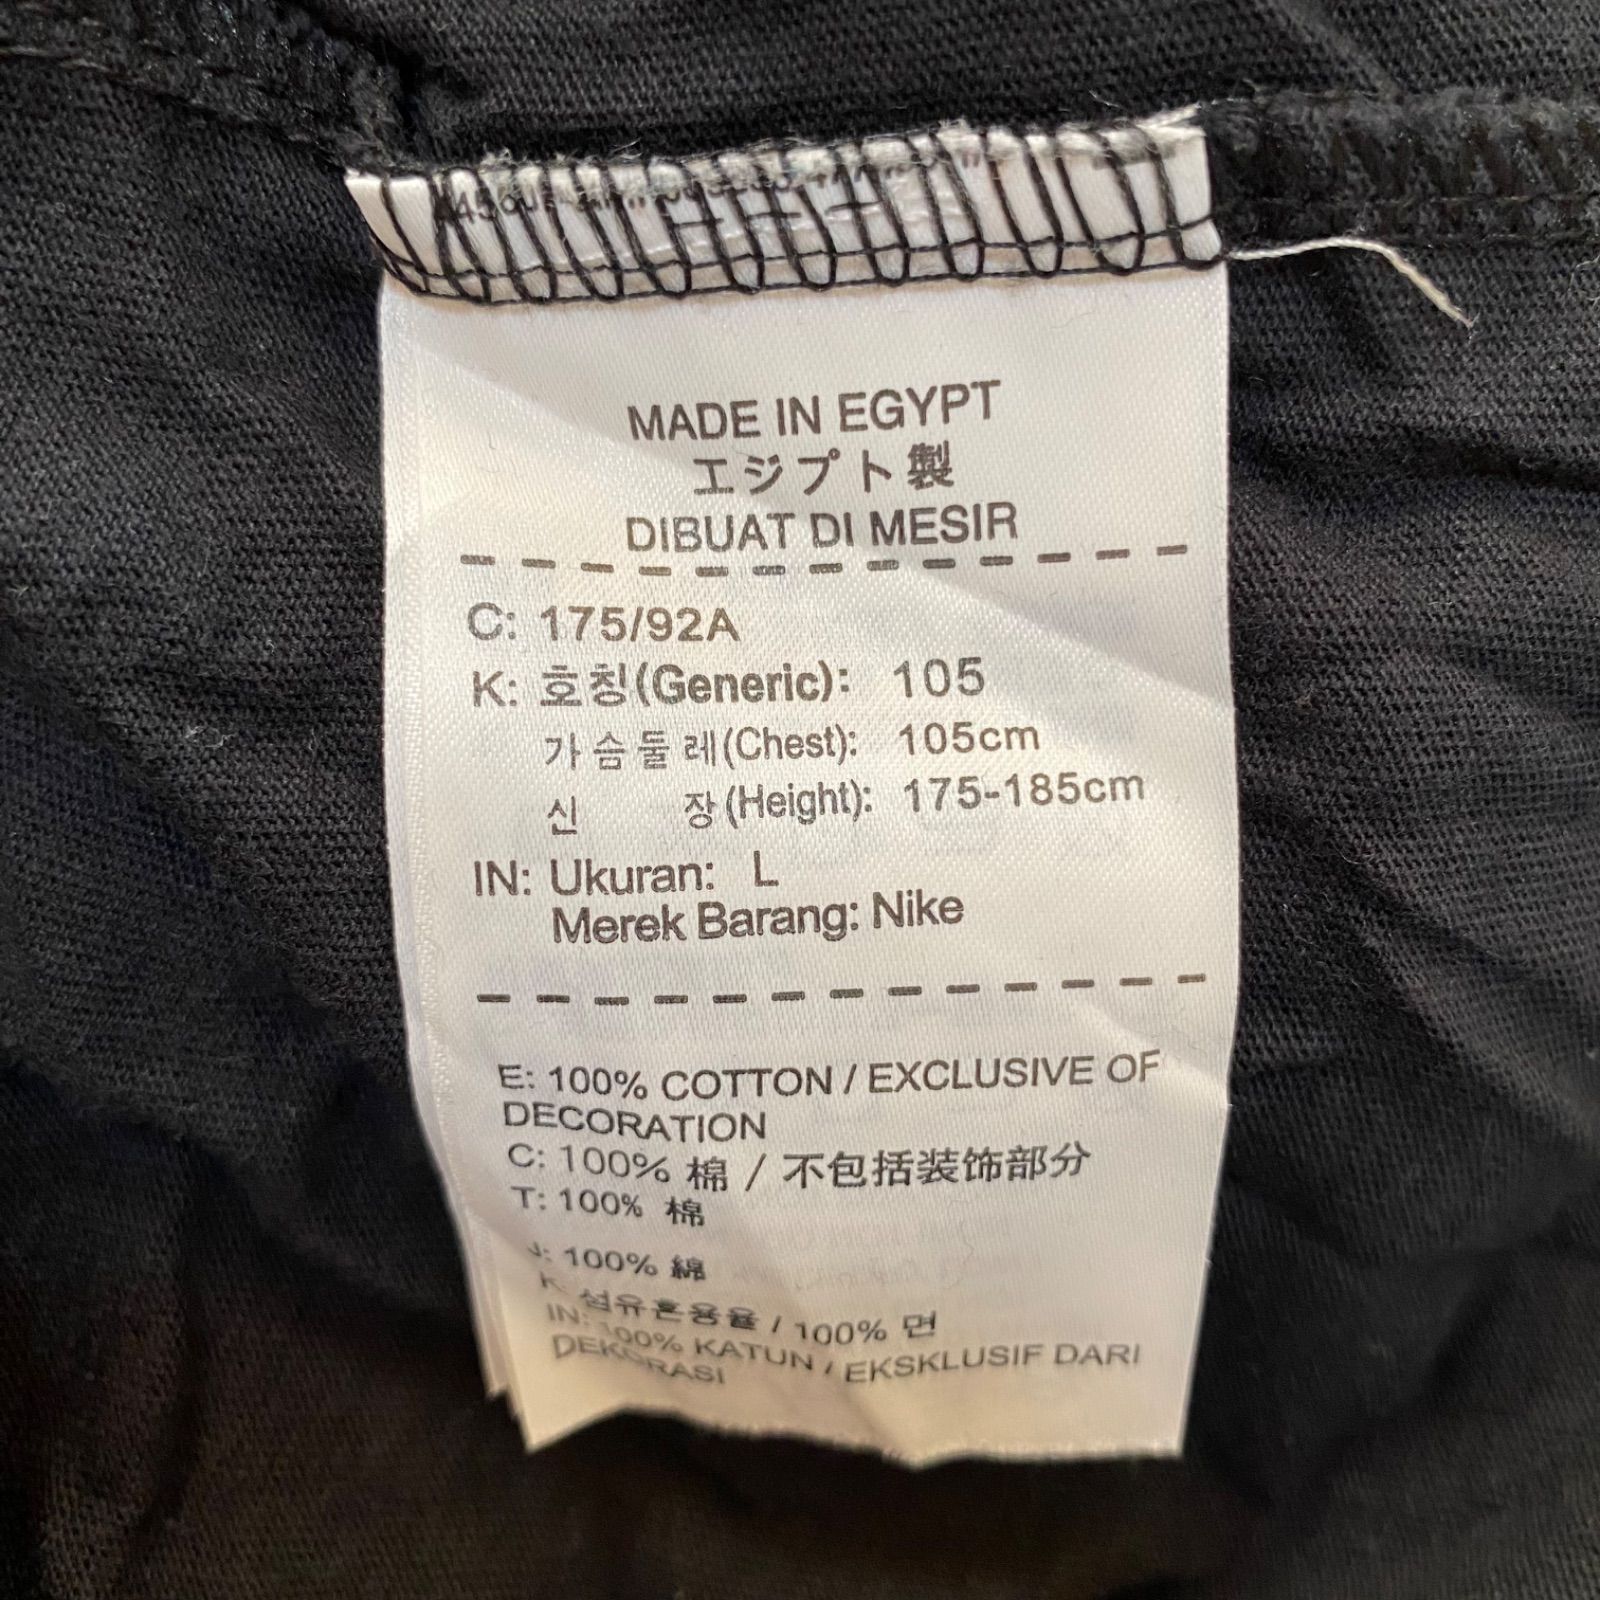 MADE IN EGYPT
エジプト製
DIBUAT DI MESIR
C: 175/92A
K: 호칭(Generic): 105
가슴둘레(Chest): 105cm
신 장(Height): 175-185cm
IN: Ukuran: L
Merek Barang: Nike
E: 100% COTTON / EXCLUSIVE OF
DECORATION
C: 100% 棉 / 不包括装饰部分
T: 100% 棉
J: 100% 綿
K: 섬유혼용율 / 100% 면
IN: 100% KATUN / EKSKLUSIF DARI
DEKORASI